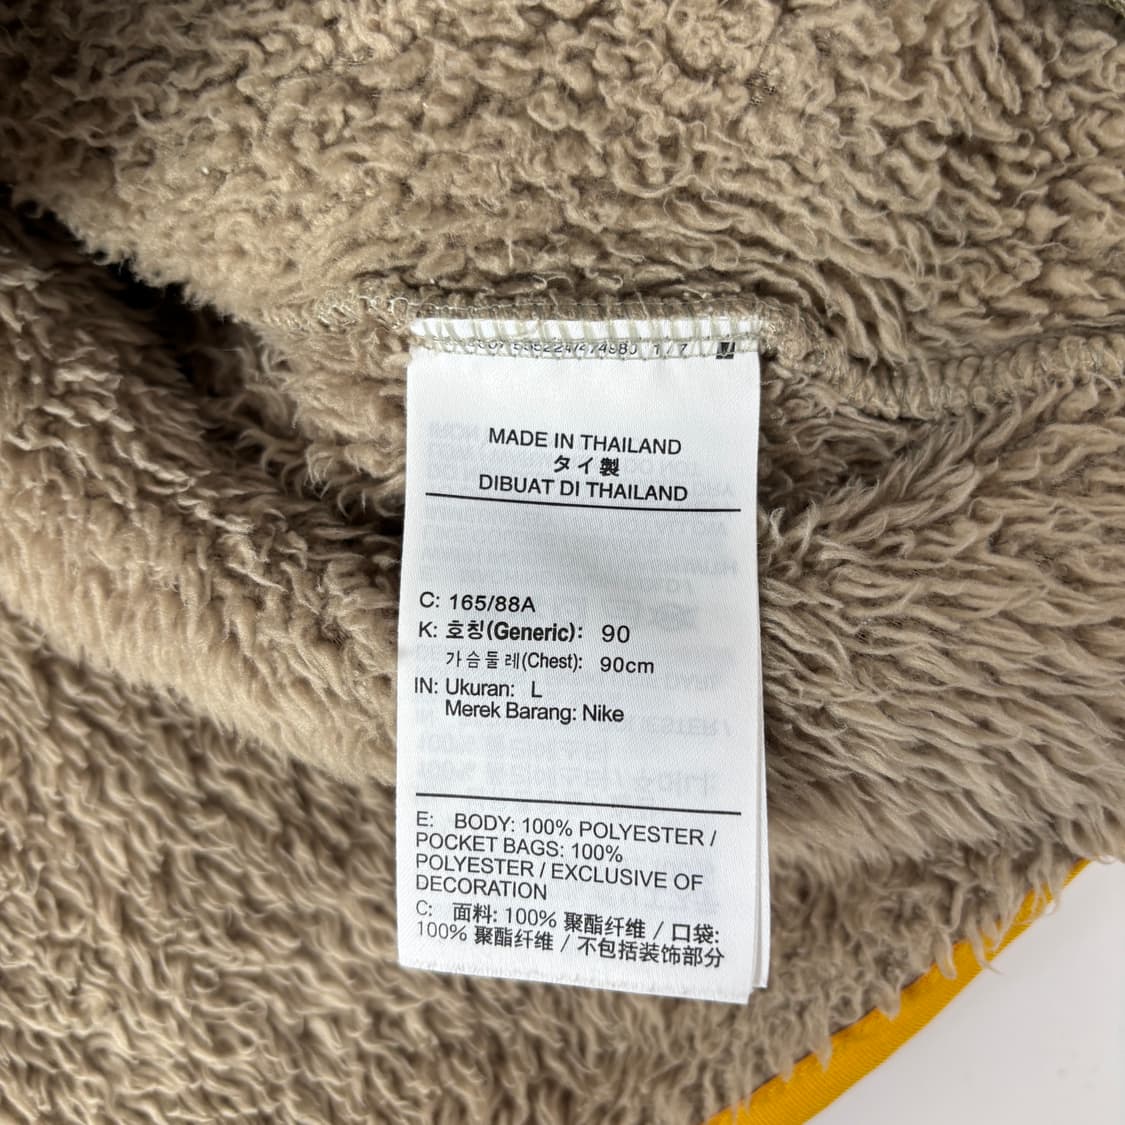 MADE IN THAILAND
タイ製
DIBUAT DI THAILAND
C: 165/88A
K: 호칭(Generic): 90
가슴둘레(Chest): 90cm
IN: Ukuran: L
Merek Barang: Nike
E: BODY: 100% POLYESTER /
POCKET BAGS: 100%
POLYESTER / EXCLUSIVE OF
DECORATION
C: 面料: 100% 聚酯纤维 / 口袋:
100% 聚酯纤维 / 不包括装饰部分